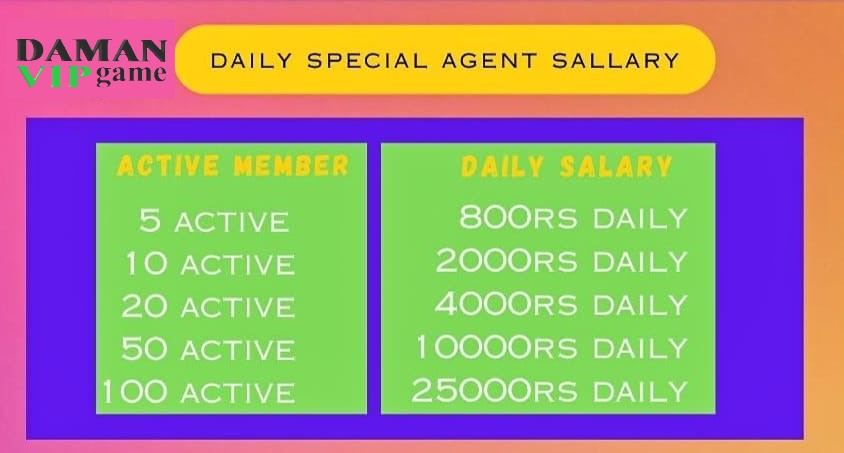 DAMAN
VIP game
DAILY SPECIAL AGENT SALLARY
ACTIVE MEMBER
5 ACTIVE
10 ACTIVE
20 ACTIVE
50 ACTIVE
100 ACTIVE
DAILY SALARY
800RS DAILY
2000RS DAILY
4000RS DAILY
10000RS DAILY
25000RS DAILY